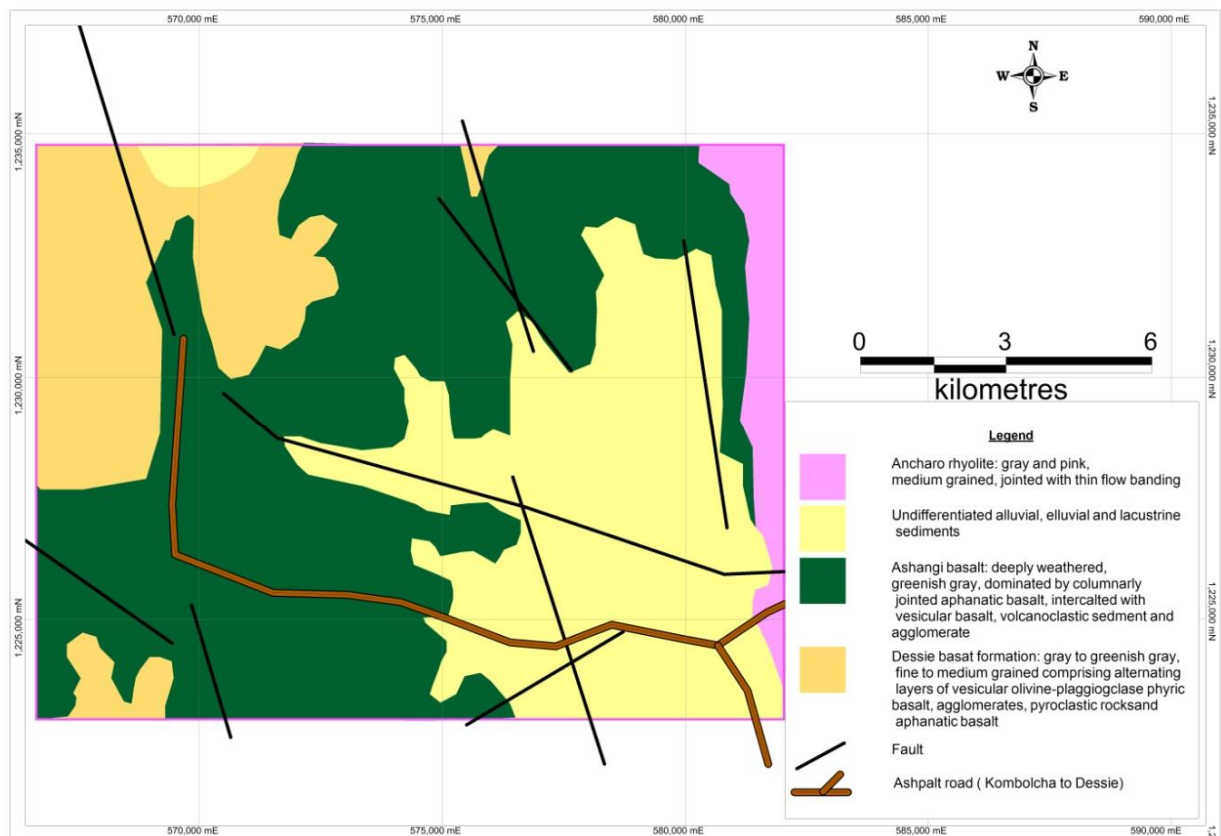 570,000 mE 575,000 mE 580,000 mE 585,000 mE 590,000 mE
N
W E
S
1,235,000 mN
1,235,000 mN
0 3 6
kilometres
1,230,000 mN
1,230,000 mN
Legend
Ancharo rhyolite: gray and pink,
medium grained, jointed with thin flow banding
Undifferentiated alluvial, elluvial and lacustrine
sediments
Ashangi basalt: deeply weathered,
greenish gray, dominated by columnarly
jointed aphanatic basalt, intercalted with
vesicular basalt, volcanoclastic sediment and
agglomerate
1,225,000 mN
1,225,000 mN
Dessie basat formation: gray to greenish gray,
fine to medium grained comprising alternating
layers of vesicular olivine-plaggiogclase phyric
basalt, agglomerates, pyroclastic rocksand
aphanatic basalt
Fault
Ashpalt road ( Kombolcha to Dessie)
570,000 mE 575,000 mE 580,000 mE 585,000 mE 590,000 mE